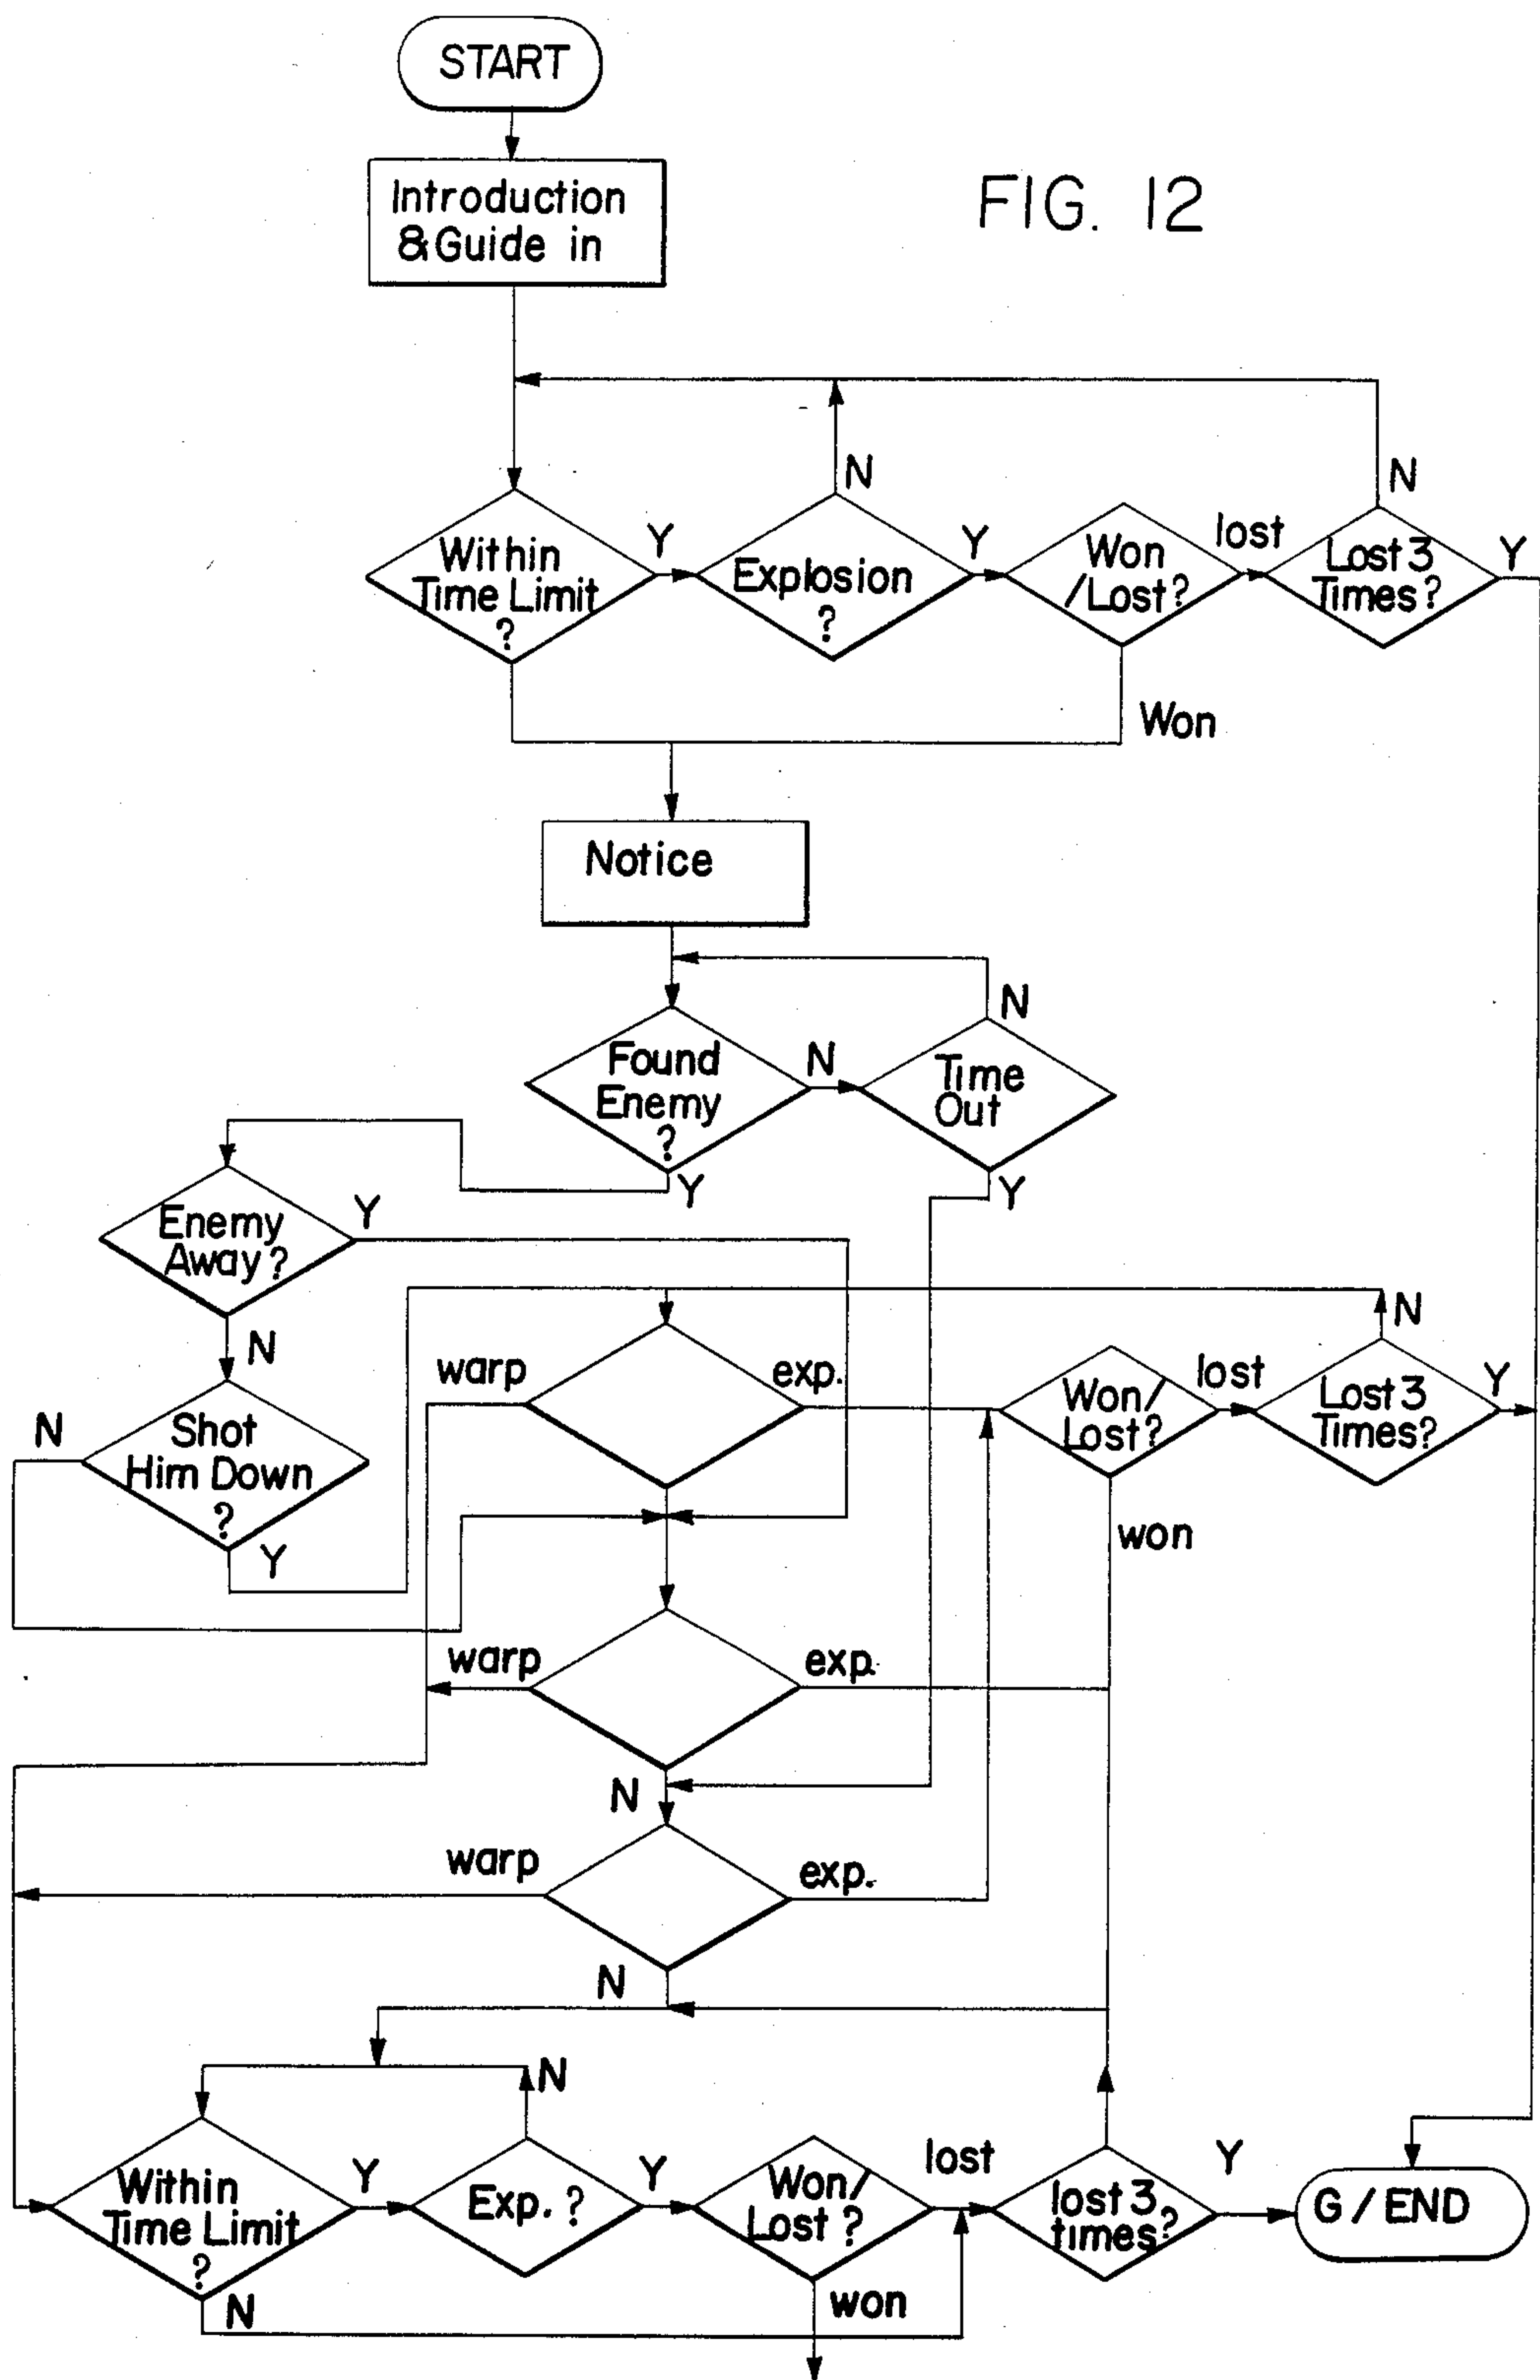 START
Introduction
&Guide in
FIG. 12
N
N
Within
Time Limit
?
Y
Explosion
?
Y
Won
/Lost?
lost
Lost 3
Times?
Y
Won
Notice
Found
Enemy
?
N
Time
Out
N
Y
Y
Enemy
Away?
Y
N
Shot
Him Down
?
N
Y
warp
exp.
Won/
Lost?
lost
Lost 3
Times?
N
Y
won
warp
exp.
N
warp
exp.
N
N
Within
Time Limit
?
Y
Exp. ?
Y
Won/
Lost ?
lost
lost 3
times?
Y
G / END
N
won